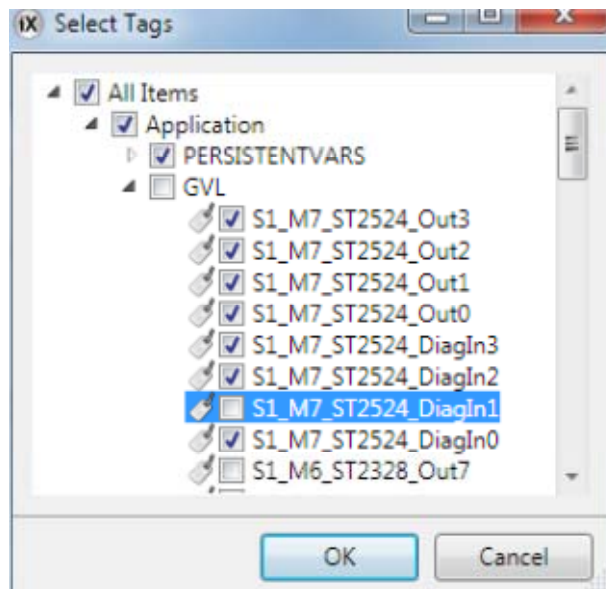 iX Select Tags
All Items
Application
PERSISTENTVARS
GVL
S1_M7_ST2524_Out3
S1_M7_ST2524_Out2
S1_M7_ST2524_Out1
S1_M7_ST2524_Out0
S1_M7_ST2524_DiagIn3
S1_M7_ST2524_DiagIn2
S1_M7_ST2524_DiagIn1
S1_M7_ST2524_DiagIn0
S1_M6_ST2328_Out7
OK Cancel